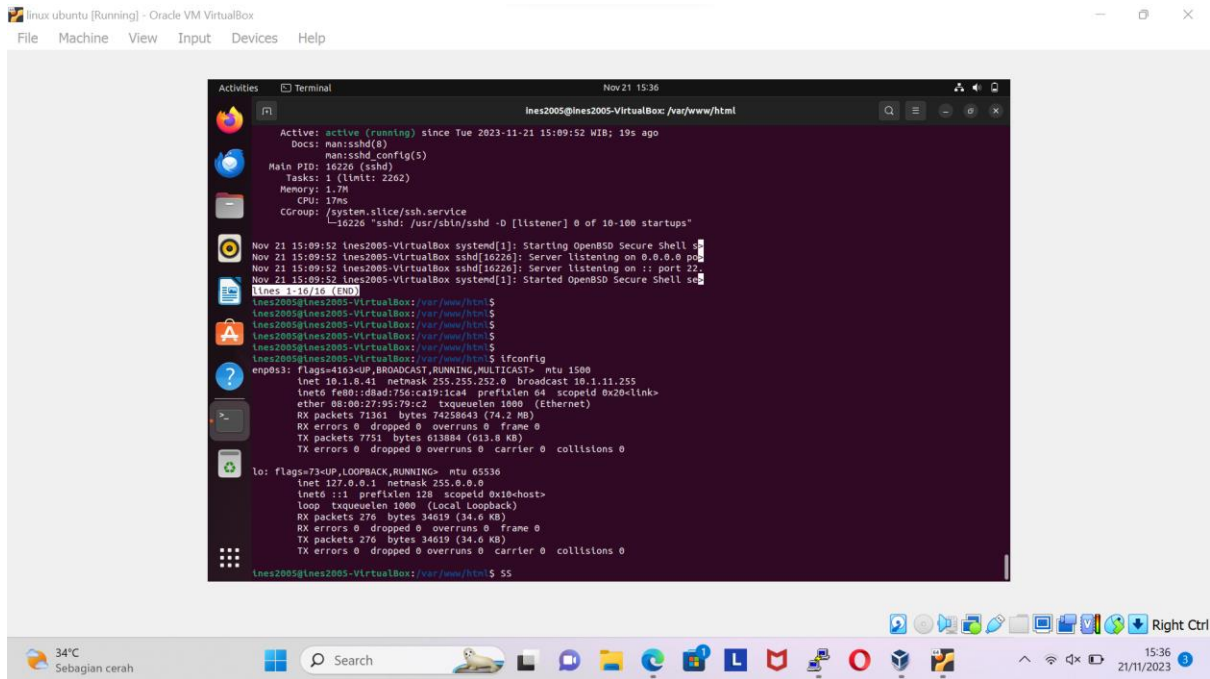 linux ubuntu [Running] - Oracle VM VirtualBox
File Machine View Input Devices Help
Activities Terminal Nov 21 15:36
ines2005@ines2005-VirtualBox: /var/www/html
Active: active (running) since Tue 2023-11-21 15:09:52 WIB; 19s ago
Docs: man:sshd(8)
man:sshd_config(5)
Main PID: 16226 (sshd)
Tasks: 1 (limit: 2262)
Memory: 1.7M
CPU: 17ms
CGroup: /system.slice/ssh.service
└─16226 "sshd: /usr/sbin/sshd -D [listener] 0 of 10-100 startups"
Nov 21 15:09:52 ines2005-VirtualBox systemd[1]: Starting OpenBSD Secure Shell s>
Nov 21 15:09:52 ines2005-VirtualBox sshd[16226]: Server listening on 0.0.0.0 po>
Nov 21 15:09:52 ines2005-VirtualBox sshd[16226]: Server listening on :: port 22.
Nov 21 15:09:52 ines2005-VirtualBox systemd[1]: Started OpenBSD Secure Shell se>
lines 1-16/16 (END)
ines2005@ines2005-VirtualBox:/var/www/html$
ines2005@ines2005-VirtualBox:/var/www/html$
ines2005@ines2005-VirtualBox:/var/www/html$
ines2005@ines2005-VirtualBox:/var/www/html$
ines2005@ines2005-VirtualBox:/var/www/html$
ines2005@ines2005-VirtualBox:/var/www/html$ ifconfig
enp0s3: flags=4163<UP,BROADCAST,RUNNING,MULTICAST> mtu 1500
inet 10.1.8.41 netmask 255.255.252.0 broadcast 10.1.11.255
inet6 fe80::d8ad:756:ca19:1ca4 prefixlen 64 scopeid 0x20<link>
ether 08:00:27:95:79:c2 txqueuelen 1000 (Ethernet)
RX packets 71361 bytes 74258643 (74.2 MB)
RX errors 0 dropped 0 overruns 0 frame 0
TX packets 7751 bytes 613884 (613.8 KB)
TX errors 0 dropped 0 overruns 0 carrier 0 collisions 0
lo: flags=73<UP,LOOPBACK,RUNNING> mtu 65536
inet 127.0.0.1 netmask 255.0.0.0
inet6 ::1 prefixlen 128 scopeid 0x10<host>
loop txqueuelen 1000 (Local Loopback)
RX packets 276 bytes 34619 (34.6 KB)
RX errors 0 dropped 0 overruns 0 frame 0
TX packets 276 bytes 34619 (34.6 KB)
TX errors 0 dropped 0 overruns 0 carrier 0 collisions 0
ines2005@ines2005-VirtualBox:/var/www/html$ SS
Right Ctrl
34°C
Sebagian cerah
Search
15:36
21/11/2023
3